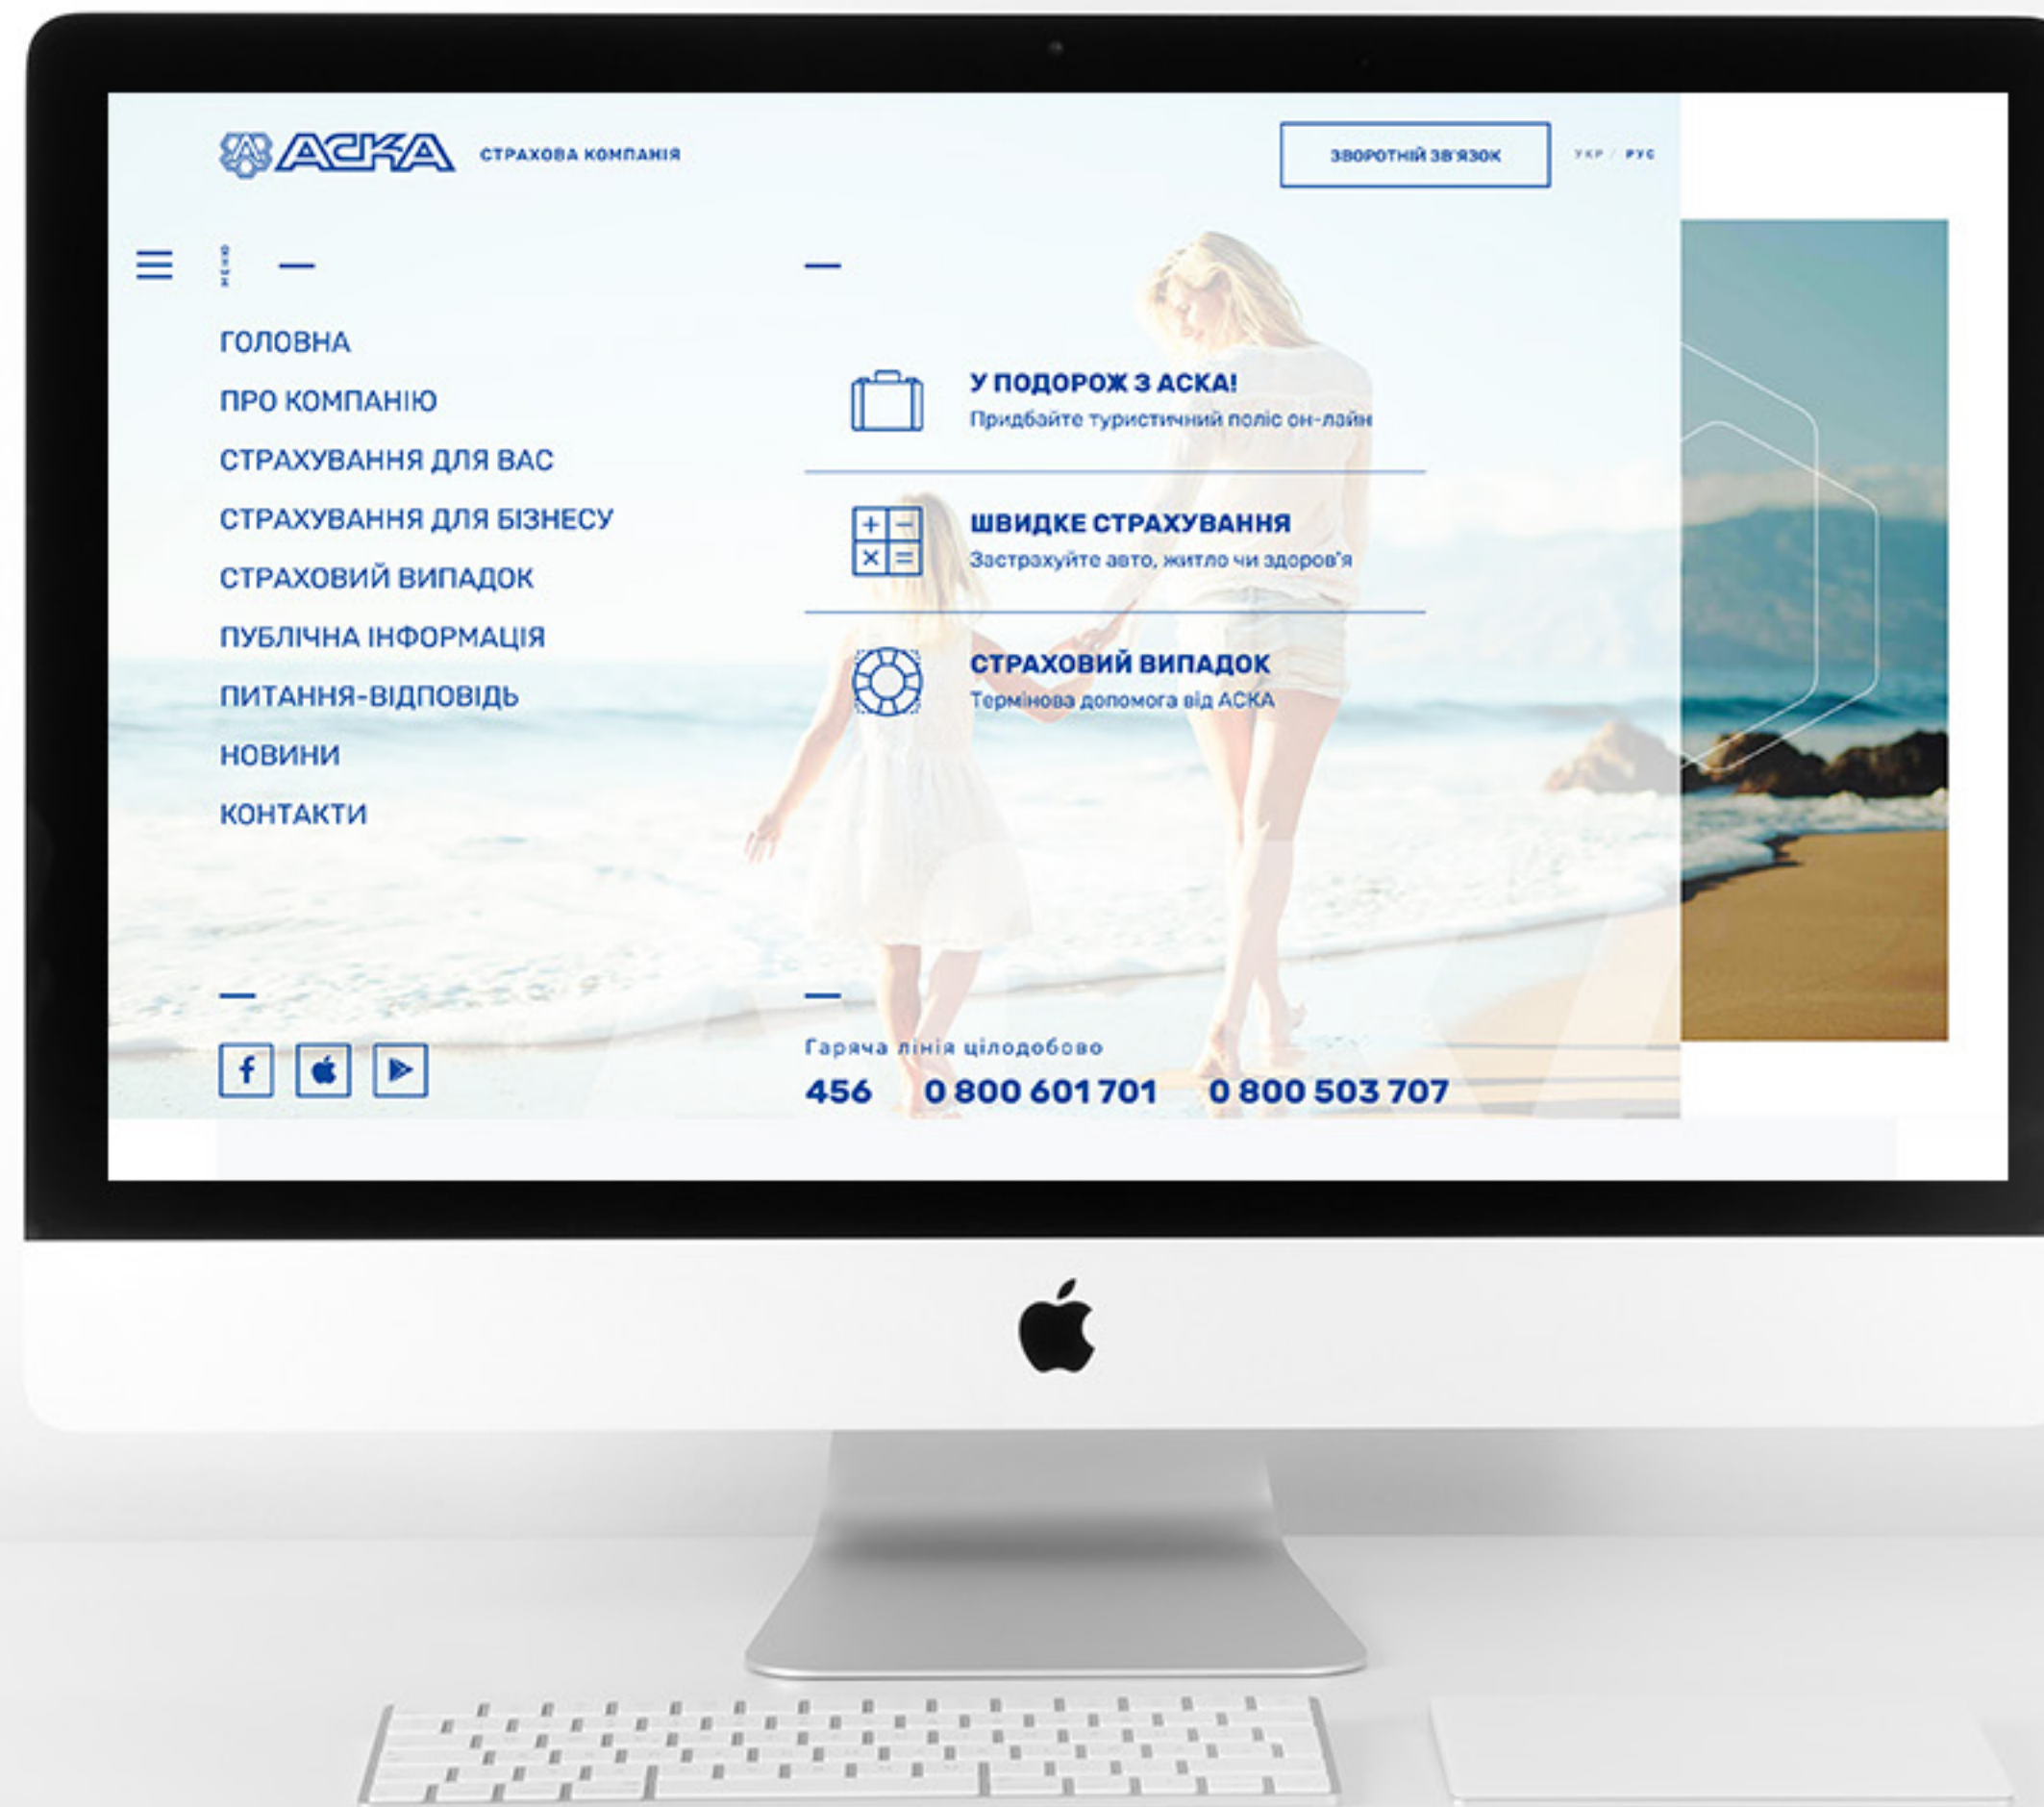 АСКА СТРАХОВА КОМПАНІЯ
ЗВОРОТНІЙ ЗВ'ЯЗОК
УКР / РУС
МЕНЮ
ГОЛОВНА
ПРО КОМПАНІЮ
СТРАХУВАННЯ ДЛЯ ВАС
СТРАХУВАННЯ ДЛЯ БІЗНЕСУ
СТРАХОВИЙ ВИПАДОК
ПУБЛІЧНА ІНФОРМАЦІЯ
ПИТАННЯ-ВІДПОВІДЬ
НОВИНИ
КОНТАКТИ
У ПОДОРОЖ З АСКА!
Придбайте туристичний поліс он-лайн
ШВИДКЕ СТРАХУВАННЯ
Застрахуйте авто, житло чи здоров'я
СТРАХОВИЙ ВИПАДОК
Термінова допомога від АСКА
Гаряча лінія цілодобово
456 0 800 601 701 0 800 503 707